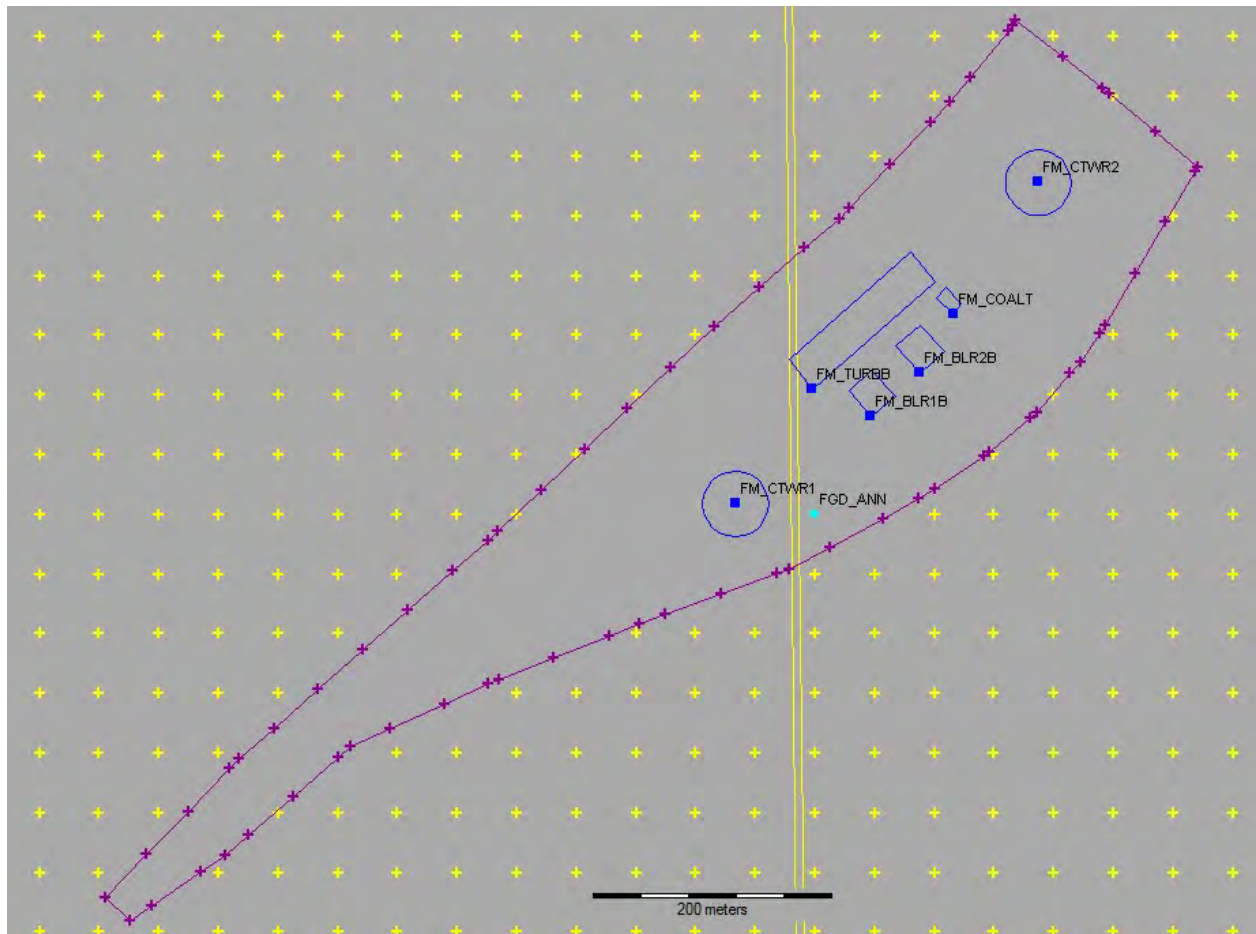 FM_CTWR2
FM_COALT
FM_BLR2B
FM_TURBB
FM_BLR1B
FM_CTWR1
FGD_ANN
200 meters